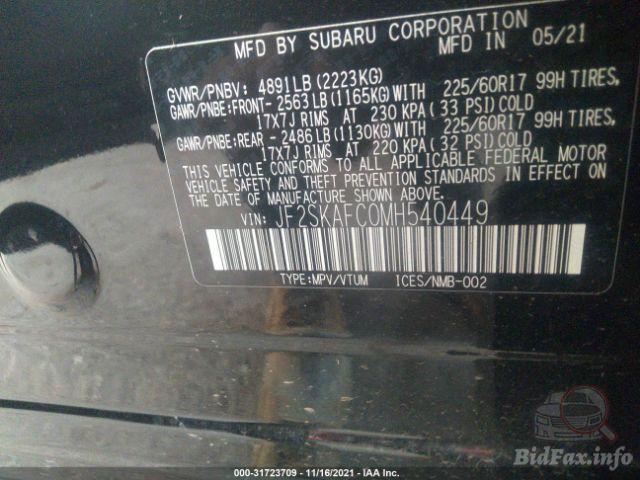 MFD BY SUBARU CORPORATION
MFD IN 05/21
GVWR/PNBV: 4891LB(2223KG)
GAWR/PNBE:FRONT- 2563LB(1165KG)WITH 225/60R17 99H TIRES,
17X7J RIMS AT 230 KPA(33 PSI)COLD
GAWR/PNBE:REAR - 2486LB(1130KG)WITH 225/60R17 99H TIRES,
17X7J RIMS AT 220 KPA(32 PSI)COLD
THIS VEHICLE CONFORMS TO ALL APPLICABLE FEDERAL MOTOR
VEHICLE SAFETY AND THEFT PREVENTION STANDARDS IN EFFECT ON
THE DATE OF MANUFACTURE SHOWN ABOVE.
VIN: JF2SKAFC0MH540449
TYPE:MPV/VTUM ICES/NMB-002
000-31723709 - 11/16/2021 - IAA Inc.
BidFax.info